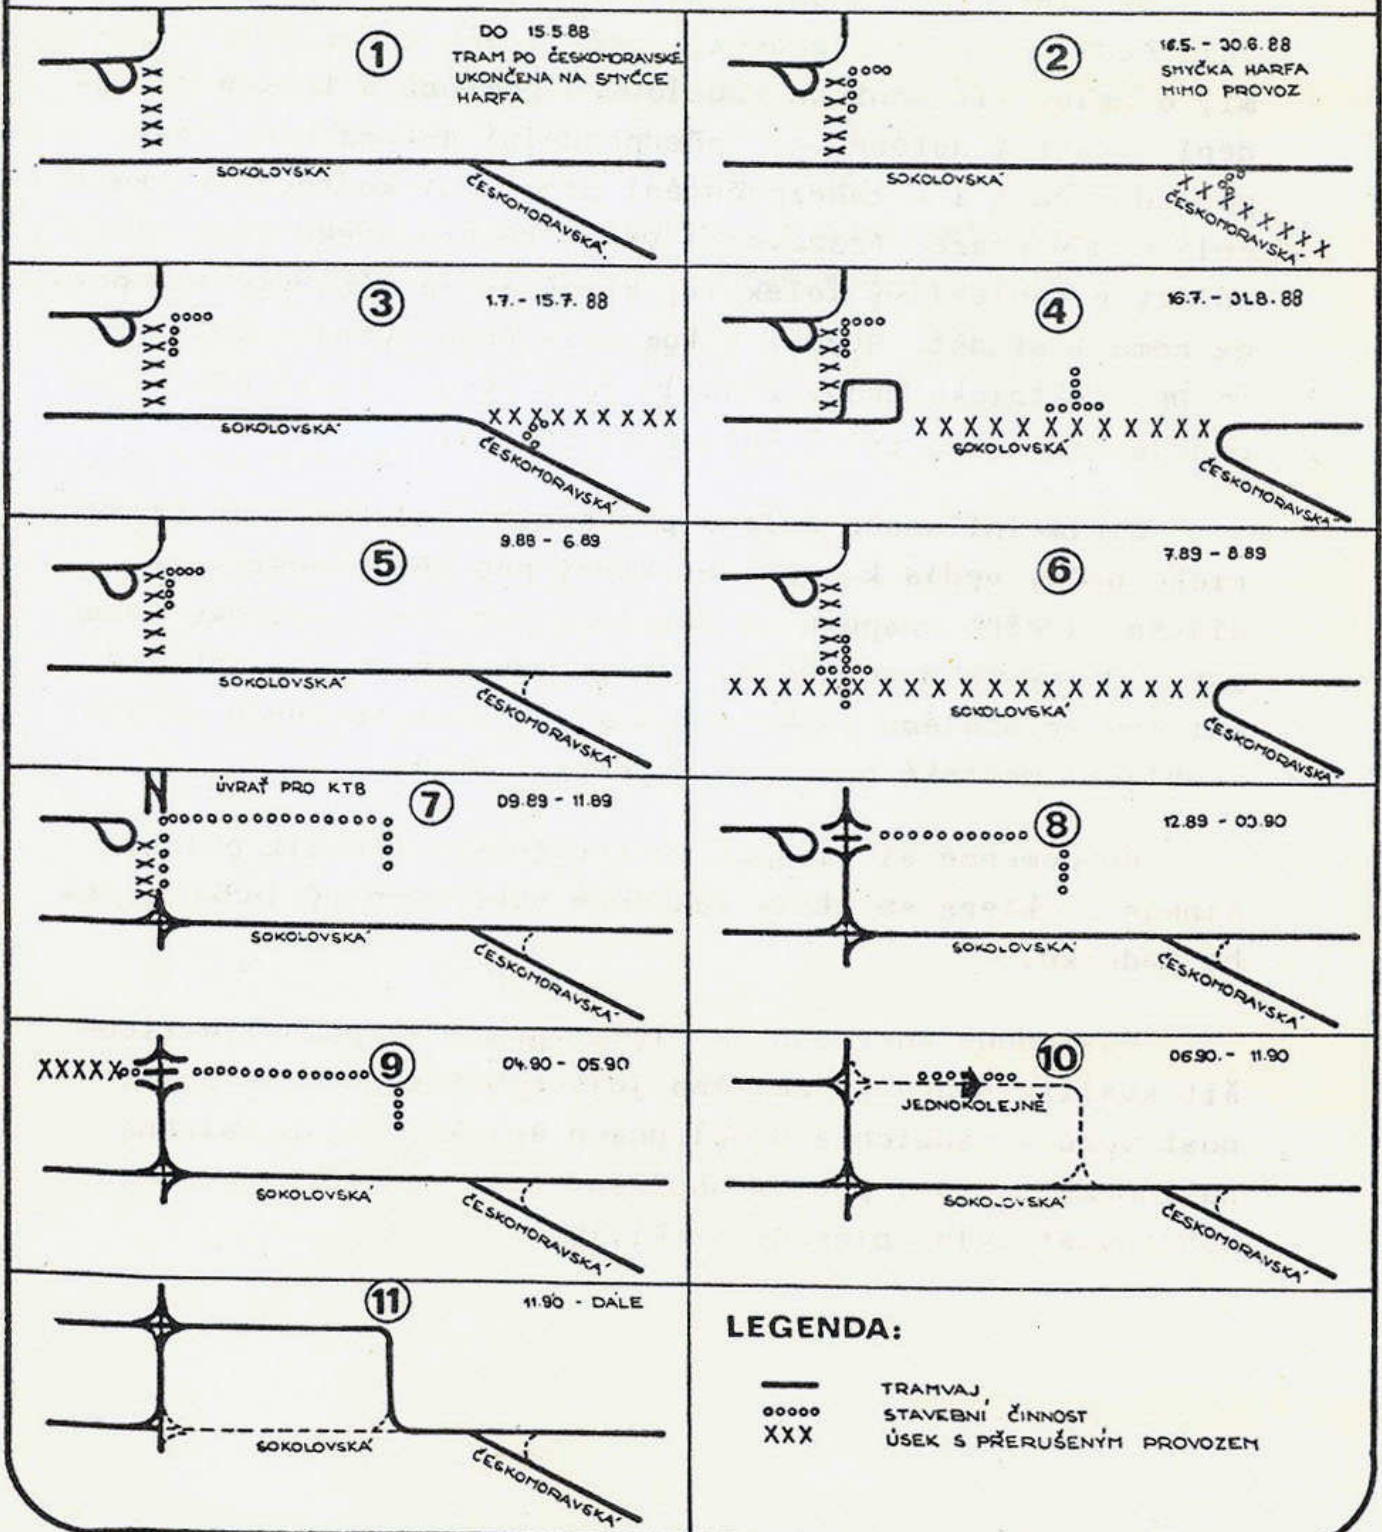 1
DO 15.5.88
TRAM PO ČESKOMORAVSKÉ
UKONČENA NA SMYČCE
HARFA
SOKOLOVSKÁ
ČESKOMORAVSKÁ
2
16.5. - 30.6.88
SMYČKA HARFA
MIMO PROVOZ
SOKOLOVSKÁ
ČESKOMORAVSKÁ
3
1.7. - 15.7. 88
SOKOLOVSKÁ
ČESKOMORAVSKÁ
4
16.7. - 31.8. 88
SOKOLOVSKÁ
ČESKOMORAVSKÁ
5
9.88 - 6.89
SOKOLOVSKÁ
ČESKOMORAVSKÁ
6
7.89 - 8.89
SOKOLOVSKÁ
ČESKOMORAVSKÁ
ÚVRAŤ PRO KT8
7
09.89 - 11.89
SOKOLOVSKÁ
ČESKOMORAVSKÁ
8
12.89 - 03.90
SOKOLOVSKÁ
ČESKOMORAVSKÁ
9
04.90 - 05.90
SOKOLOVSKÁ
ČESKOMORAVSKÁ
10
06.90. - 11.90
JEDNOKOLEJNĚ
SOKOLOVSKÁ
ČESKOMORAVSKÁ
11
11.90 - DÁLE
SOKOLOVSKÁ
ČESKOMORAVSKÁ
LEGENDA:
TRAMVAJ
STAVEBNÍ ČINNOST
XXX ÚSEK S PŘERUŠENÝM PROVOZEM